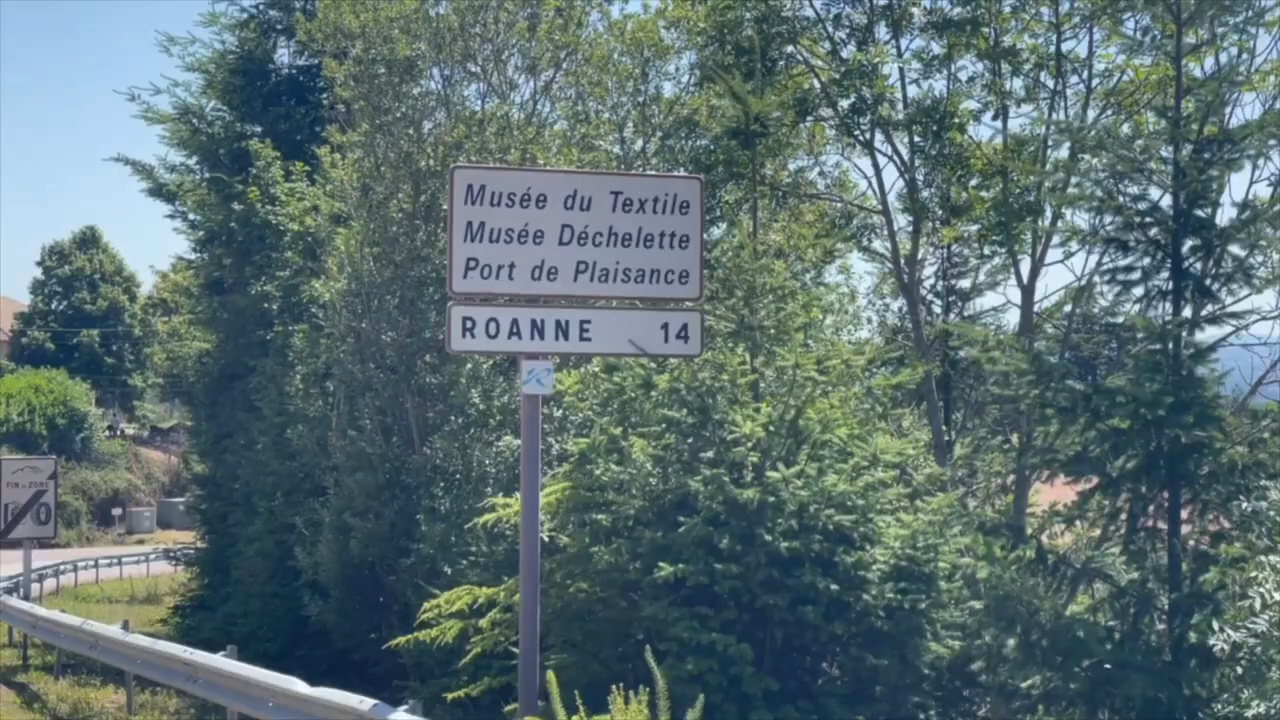 Musée du Textile
Musée Déchelette
Port de Plaisance
ROANNE 14
FIN DE ZONE